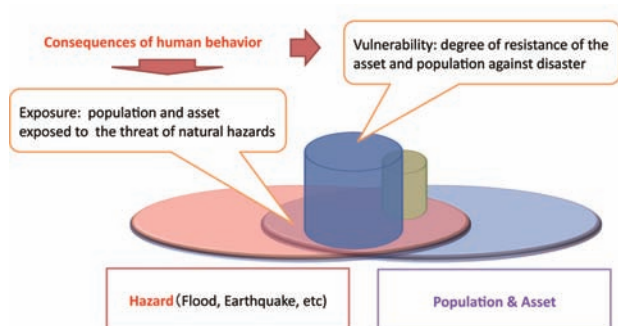 Consequences of human behavior
Vulnerability: degree of resistance of the
asset and population against disaster
Exposure: population and asset
exposed to the threat of natural hazards
Hazard (Flood, Earthquake, etc)
Population & Asset